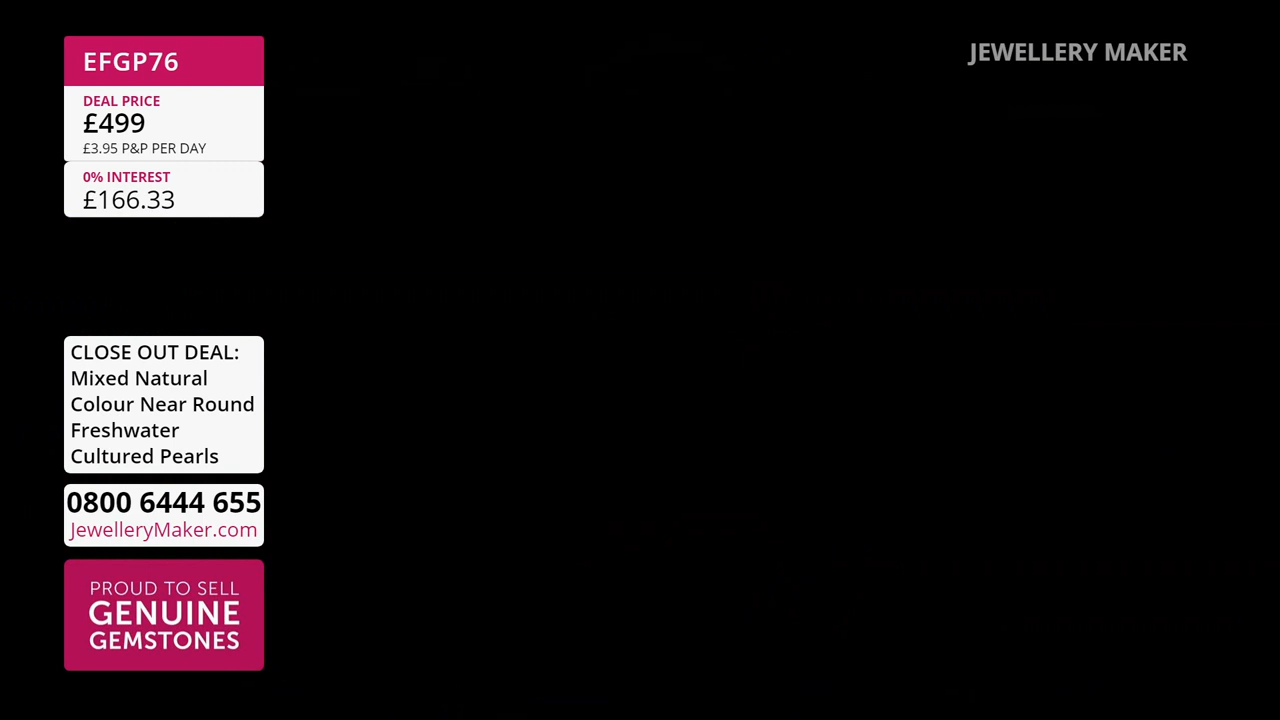 EFGP76
DEAL PRICE
£499
£3.95 P&P PER DAY
0% INTEREST
£166.33
JEWELLERY MAKER
CLOSE OUT DEAL:
Mixed Natural
Colour Near Round
Freshwater
Cultured Pearls
0800 6444 655
JewelleryMaker.com
PROUD TO SELL
GENUINE
GEMSTONES